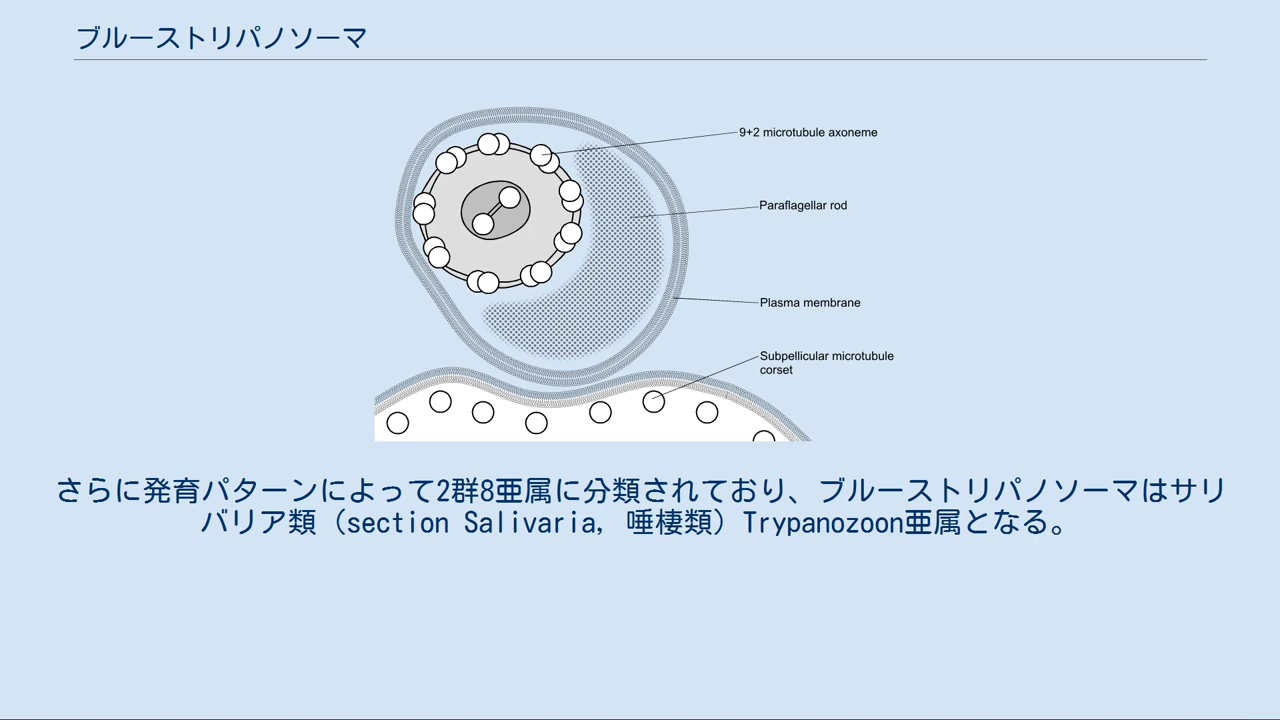 ブルーストリパノソーマ
9+2 microtubule axoneme
Paraflagellar rod
Plasma membrane
Subpellicular microtubule
corset
さらに発育パターンによって2群8亜属に分類されており、ブルーストリパノソーマはサリ
バリア類（section Salivaria, 唾棲類）Trypanozoon亜属となる。